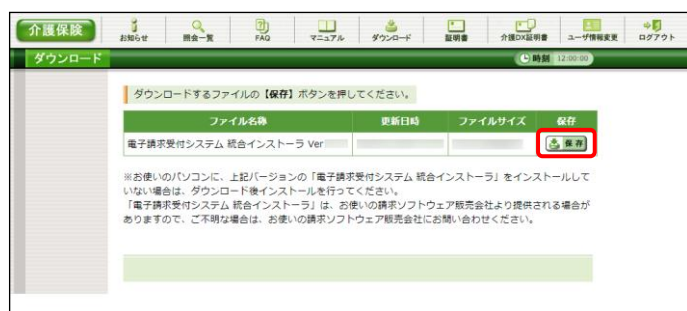 介護保険
お知らせ
照会一覧
FAQ
マニュアル
ダウンロード
証明書
介護DX証明書
ユーザ情報変更
ログアウト
ダウンロード
時刻 12:00:00
ダウンロードするファイルの【保存】ボタンを押してください。
ファイル名称 更新日時 ファイルサイズ 保存
電子請求受付システム 統合インストーラ Ver
保存
※お使いのパソコンに、上記バージョンの「電子請求受付システム 統合インストーラ」をインストールして
いない場合は、ダウンロード後インストールを行ってください。
「電子請求受付システム 統合インストーラ」は、お使いの請求ソフトウェア販売会社より提供される場合が
ありますので、ご不明な場合は、お使いの請求ソフトウェア販売会社にお問い合わせください。